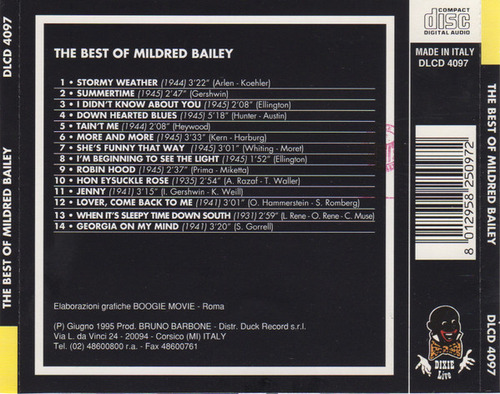 DLCD 4097
THE BEST OF MILDRED BAILEY
THE BEST OF MILDRED BAILEY
1 • STORMY WEATHER (1944) 3'22" (Arlen - Koehler)
2 • SUMMERTIME (1945) 2'47" (Gershwin)
3 • I DIDN'T KNOW ABOUT YOU (1945) 2'08" (Ellington)
4 • DOWN HEARTED BLUES (1945) 5'18" (Hunter - Austin)
5 • TAIN'T ME (1944) 2'08" (Heywood)
6 • MORE AND MORE (1945) 3'33" (Kern - Harburg)
7 • SHE'S FUNNY THAT WAY (1945) 3'01" (Whiting - Moret)
8 • I'M BEGINNING TO SEE THE LIGHT (1945) 1'52" (Ellington)
9 • ROBIN HOOD (1945) 2'37" (Prima - Miketta)
10 • HON EYSUCKLE ROSE (1935) 2'54" (A. Razaf - T. Waller)
11 • JENNY (1941) 3'15" (I. Gershwin - K. Weill)
12 • LOVER, COME BACK TO ME (1941) 3'01" (O. Hammerstein - S. Romberg)
13 • WHEN IT'S SLEEPY TIME DOWN SOUTH (1931) 2'59" (L. Rene - O. Rene - C. Muse)
14 • GEORGIA ON MY MIND (1941) 3'20" (S. Gorrell)
Elaborazioni grafiche BOOGIE MOVIE - Roma
(P) Giugno 1995 Prod. BRUNO BARBONE - Distr. Duck Record s.r.l.
Via L. da Vinci 24 - 20094 - Corsico (MI) ITALY
Tel. (02) 48600800 r.a. - Fax 48600761
COMPACT
disc
DIGITAL AUDIO
MADE IN ITALY
DLCD 4097
8 012958 250972
DIXIE
Live
THE BEST OF MILDRED BAILEY
DLCD 4097